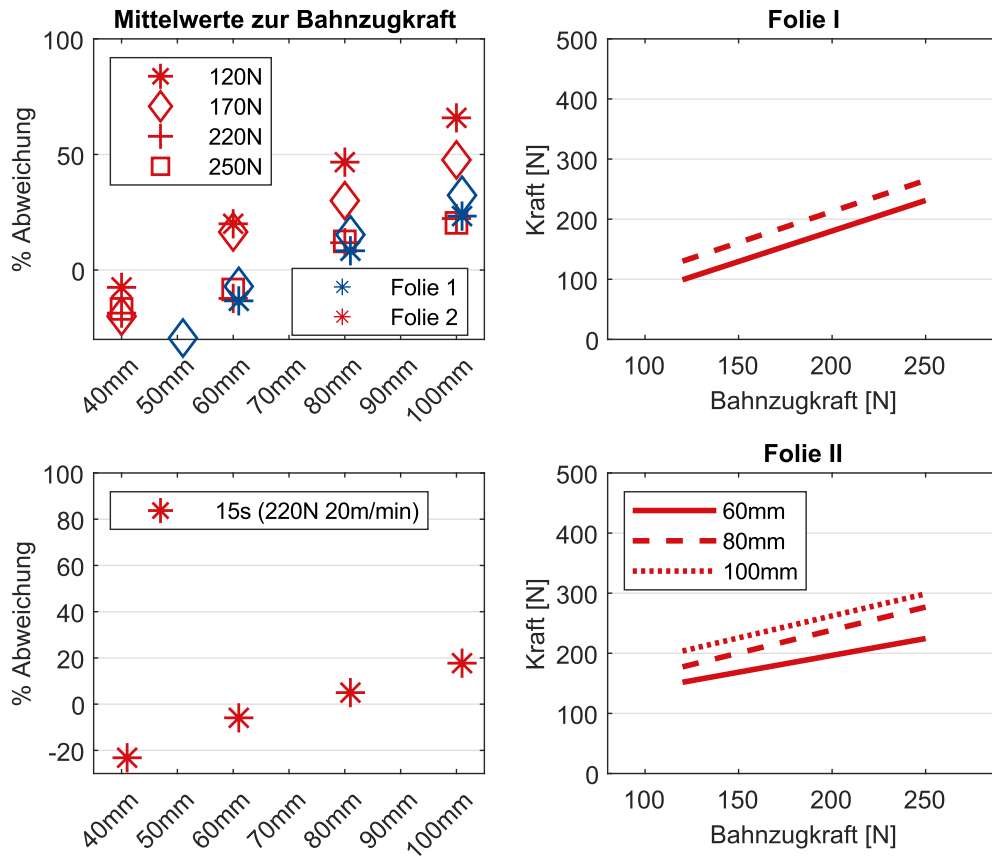 Mittelwerte zur Bahnzugkraft
% Abweichung
100
50
0
120N
170N
220N
250N
Folie 1
Folie 2
40mm
50mm
60mm
70mm
80mm
90mm
100mm
Folie I
Kraft [N]
500
400
300
200
100
0
100
150
200
250
Bahnzugkraft [N]
% Abweichung
100
80
60
40
20
0
-20
15s (220N 20m/min)
40mm
50mm
60mm
70mm
80mm
90mm
100mm
Folie II
Kraft [N]
500
400
300
200
100
0
60mm
80mm
100mm
100
150
200
250
Bahnzugkraft [N]